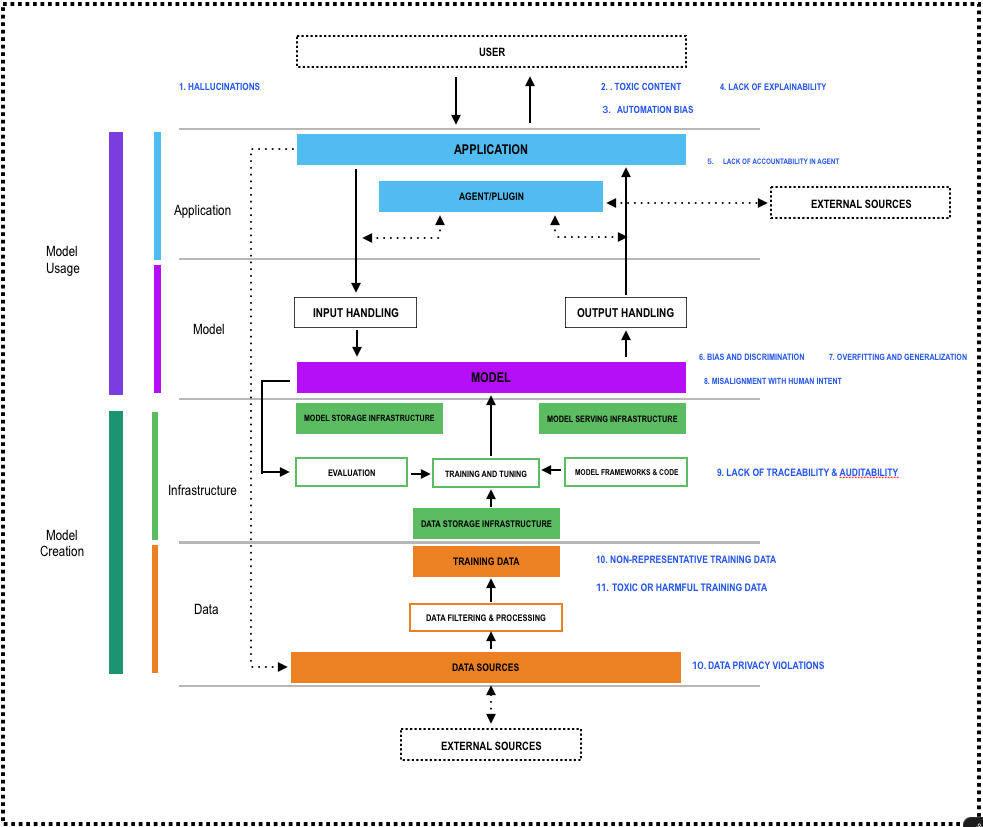 USER
1. HALLUCINATIONS
2. . TOXIC CONTENT
4. LACK OF EXPLAINABILITY
3. AUTOMATION BIAS
APPLICATION
5. LACK OF ACCOUNTABILITY IN AGENT
AGENT/PLUGIN
EXTERNAL SOURCES
Application
Model
Usage
INPUT HANDLING
OUTPUT HANDLING
Model
6. BIAS AND DISCRIMINATION
7. OVERFITTING AND GENERALIZATION
MODEL
8. MISALIGNMENT WITH HUMAN INTENT
MODEL STORAGE INFRASTRUCTURE
MODEL SERVING INFRASTRUCTURE
EVALUATION
TRAINING AND TUNING
MODEL FRAMEWORKS & CODE
9. LACK OF TRACEABILITY & AUDITABILITY
Infrastructure
DATA STORAGE INFRASTRUCTURE
Model
Creation
TRAINING DATA
10. NON-REPRESENTATIVE TRAINING DATA
11. TOXIC OR HARMFUL TRAINING DATA
Data
DATA FILTERING & PROCESSING
DATA SOURCES
10. DATA PRIVACY VIOLATIONS
EXTERNAL SOURCES